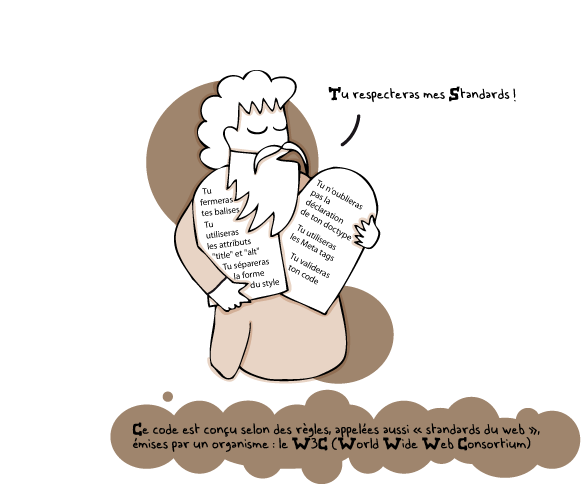 Tu respecteras mes Standards !
Tu
fermeras
tes balises
Tu
utiliseras
les attributs
"title" et "alt"
Tu sépareras
la forme
du style
Tu n'oublieras
pas la
déclaration
de ton doctype
Tu utiliseras
les Meta tags
Tu valideras
ton code
Ce code est conçu selon des règles, appelées aussi « standards du web »,
émises par un organisme : le W3C (World Wide Web Consortium)